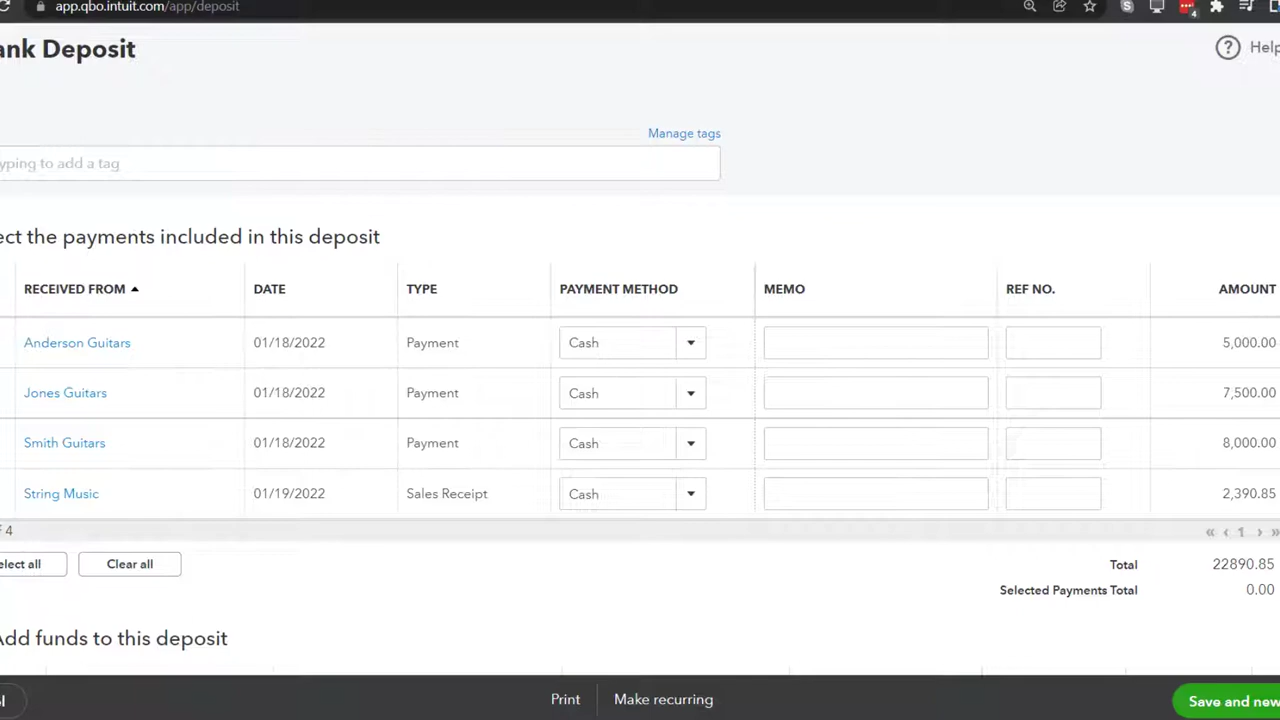 app.qbo.intuit.com/app/deposit
4
ank Deposit
? Help
Manage tags
yping to add a tag
ect the payments included in this deposit
RECEIVED FROM DATE TYPE PAYMENT METHOD MEMO REF NO. AMOUNT
Anderson Guitars 01/18/2022 Payment Cash 5,000.00
Jones Guitars 01/18/2022 Payment Cash 7,500.00
Smith Guitars 01/18/2022 Payment Cash 8,000.00
String Music 01/19/2022 Sales Receipt Cash 2,390.85
f 4 « ‹ 1 › »
elect all Clear all Total 22890.85
Selected Payments Total 0.00
Add funds to this deposit
el Print Make recurring Save and new